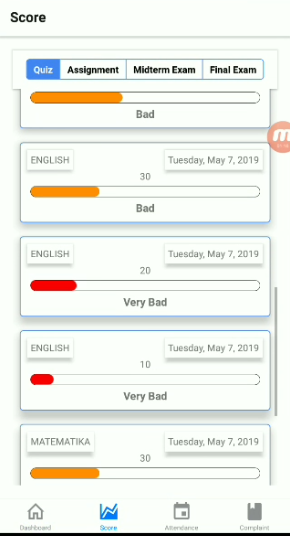 Score
Quiz
Assignment
Midterm Exam
Final Exam
Bad
ENGLISH
Tuesday, May 7, 2019
30
Bad
ENGLISH
Tuesday, May 7, 2019
20
Very Bad
ENGLISH
Tuesday, May 7, 2019
10
Very Bad
MATEMATIKA
Tuesday, May 7, 2019
30
Dashboard
Score
Attendance
Complaint